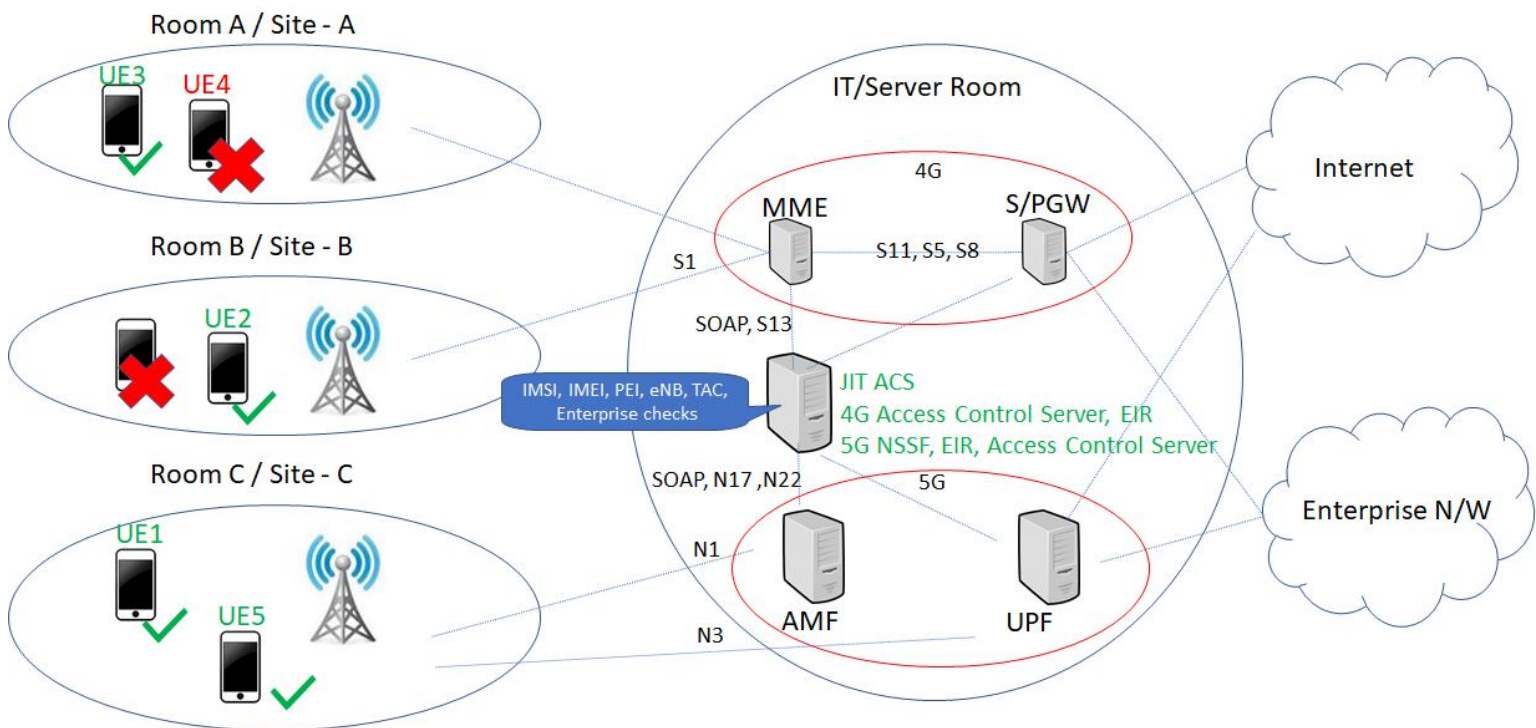 Room A / Site - A
UE3
UE4
Room B / Site - B
UE2
Room C / Site - C
UE1
UE5
IT/Server Room
4G
MME
S/PGW
S1
S11, S5, S8
SOAP, S13
IMSI, IMEI, PEI, eNB, TAC,
Enterprise checks
JIT ACS
4G Access Control Server, EIR
5G NSSF, EIR, Access Control Server
SOAP, N17 ,N22
5G
N1
N3
AMF
UPF
Internet
Enterprise N/W